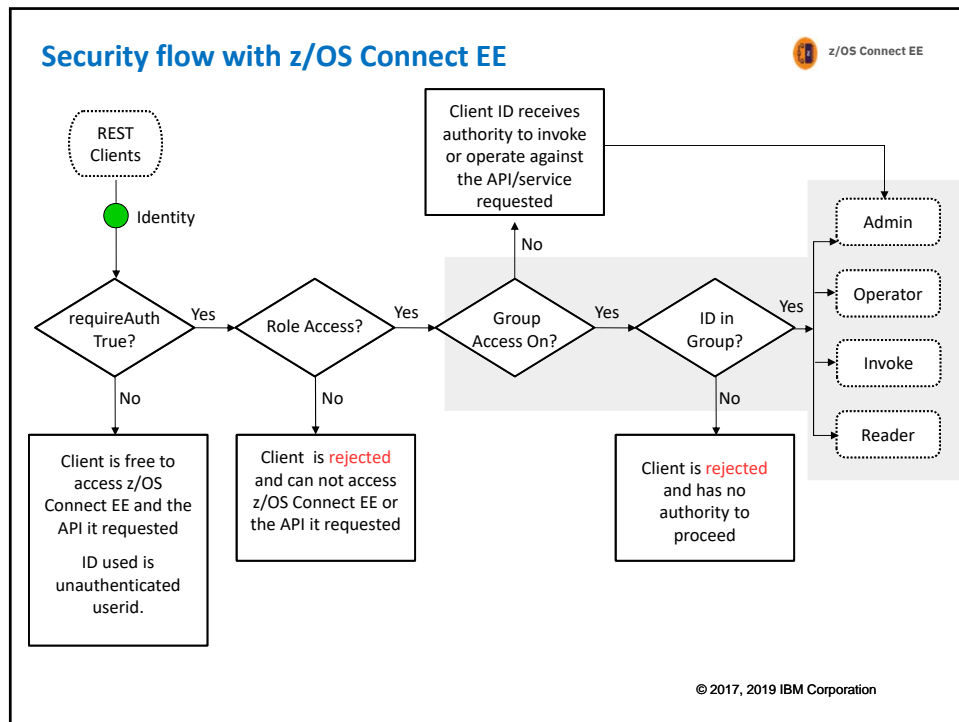 Security flow with z/OS Connect EE
z/OS Connect EE
REST
Clients
Identity
requireAuth
True?
Yes
No
Client is free to
access z/OS
Connect EE and the
API it requested
ID used is
unauthenticated
userid.
Role Access?
Yes
No
Client is rejected
and can not access
z/OS Connect EE or
the API it requested
Client ID receives
authority to invoke
or operate against
the API/service
requested
No
Group
Access On?
Yes
ID in
Group?
Yes
No
Client is rejected
and has no
authority to
proceed
Admin
Operator
Invoke
Reader
© 2017, 2019 IBM Corporation